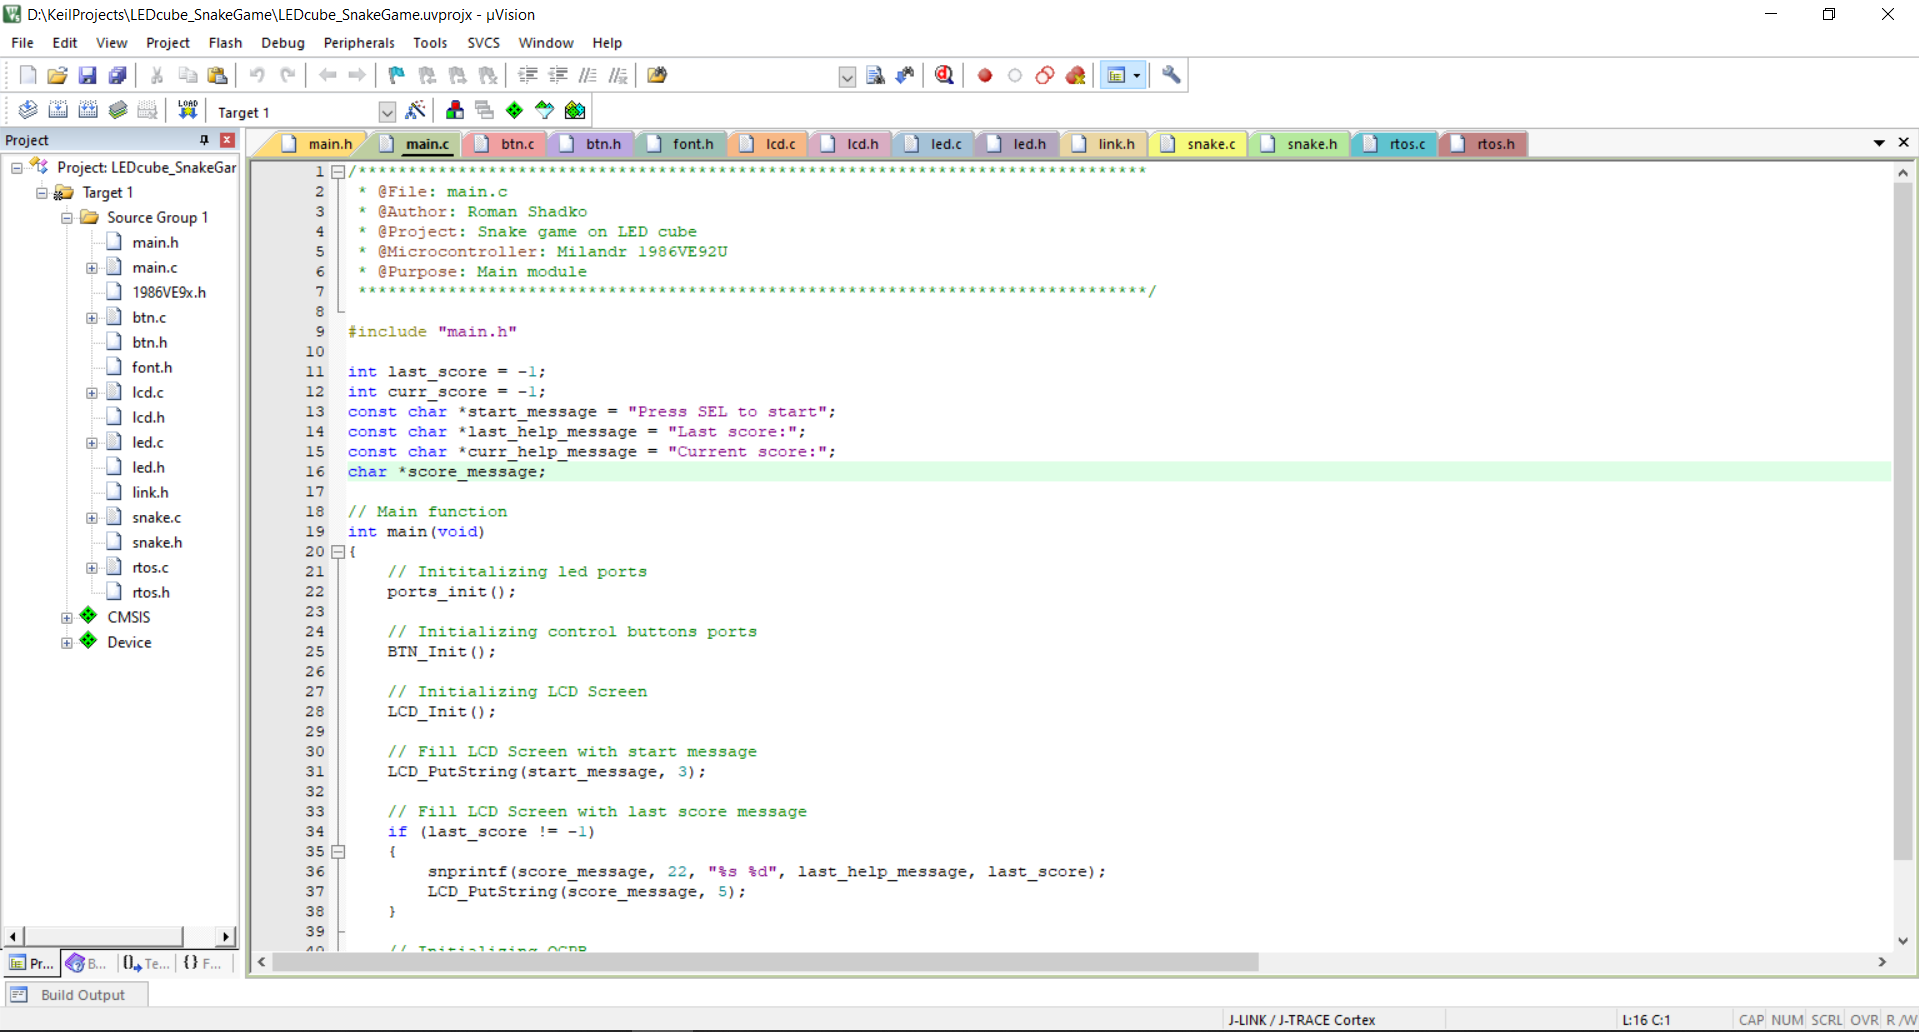 D:\KeilProjects\LEDcube_SnakeGame\LEDcube_SnakeGame.uvprojx - µVision
File Edit View Project Flash Debug Peripherals Tools SVCS Window Help
LOAD Target 1
Project
main.h main.c btn.c btn.h font.h lcd.c lcd.h led.c led.h link.h snake.c snake.h rtos.c rtos.h
Project: LEDcube_SnakeGar
Target 1
Source Group 1
main.h
main.c
1986VE9x.h
btn.c
btn.h
font.h
lcd.c
lcd.h
led.c
led.h
link.h
snake.c
snake.h
rtos.c
rtos.h
CMSIS
Device
Pr... B... Te... F...
1 /*******************************************************************************
2 * @File: main.c
3 * @Author: Roman Shadko
4 * @Project: Snake game on LED cube
5 * @Microcontroller: Milandr 1986VE92U
6 * @Purpose: Main module
7 *******************************************************************************/
8
9 #include "main.h"
10
11 int last_score = -1;
12 int curr_score = -1;
13 const char *start_message = "Press SEL to start";
14 const char *last_help_message = "Last score:";
15 const char *curr_help_message = "Current score:";
16 char *score_message;
17
18 // Main function
19 int main(void)
20 {
21 // Inititalizing led ports
22 ports_init();
23
24 // Initializing control buttons ports
25 BTN_Init();
26
27 // Initializing LCD Screen
28 LCD_Init();
29
30 // Fill LCD Screen with start message
31 LCD_PutString(start_message, 3);
32
33 // Fill LCD Screen with last score message
34 if (last_score != -1)
35 {
36 snprintf(score_message, 22, "%s %d", last_help_message, last_score);
37 LCD_PutString(score_message, 5);
38 }
39
40 // Initializing
Build Output
J-LINK / J-TRACE Cortex L:16 C:1 CAP NUM SCRL OVR R/W